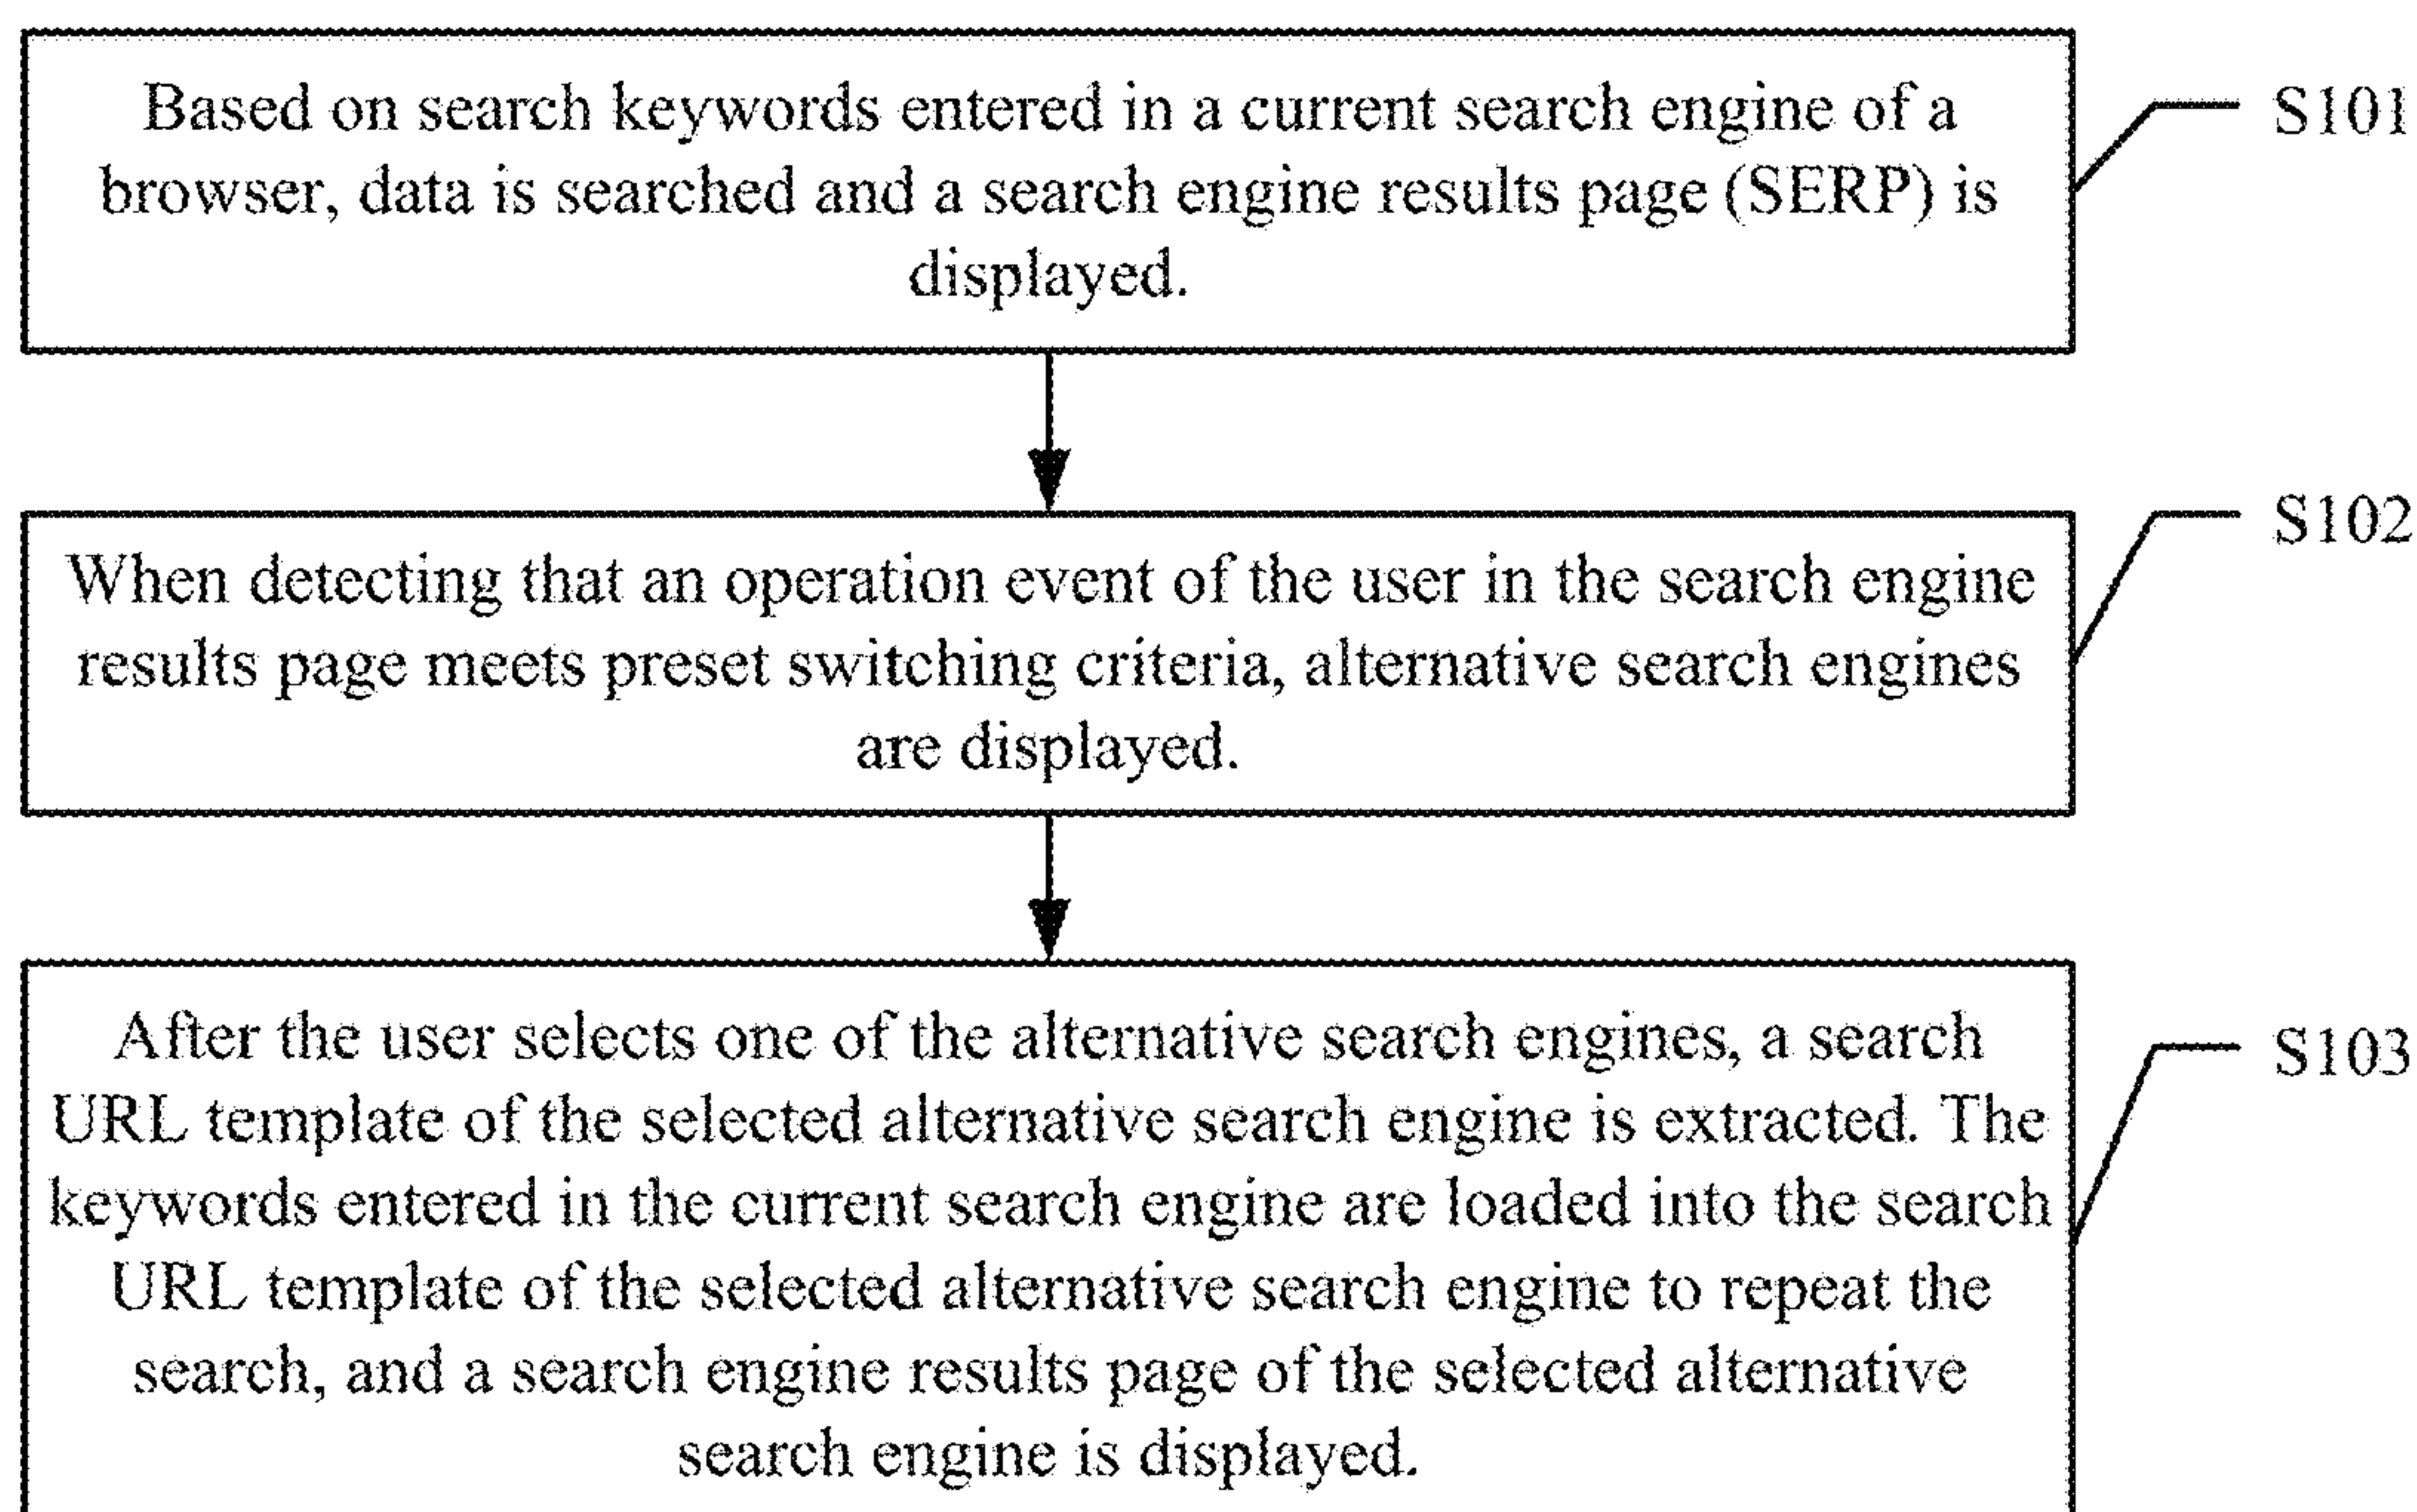 Based on search keywords entered in a current search engine of a
browser, data is searched and a search engine results page (SERP) is
displayed.
S101
When detecting that an operation event of the user in the search engine
results page meets preset switching criteria, alternative search engines
are displayed.
S102
After the user selects one of the alternative search engines, a search
URL template of the selected alternative search engine is extracted. The
keywords entered in the current search engine are loaded into the search
URL template of the selected alternative search engine to repeat the
search, and a search engine results page of the selected alternative
search engine is displayed.
S103